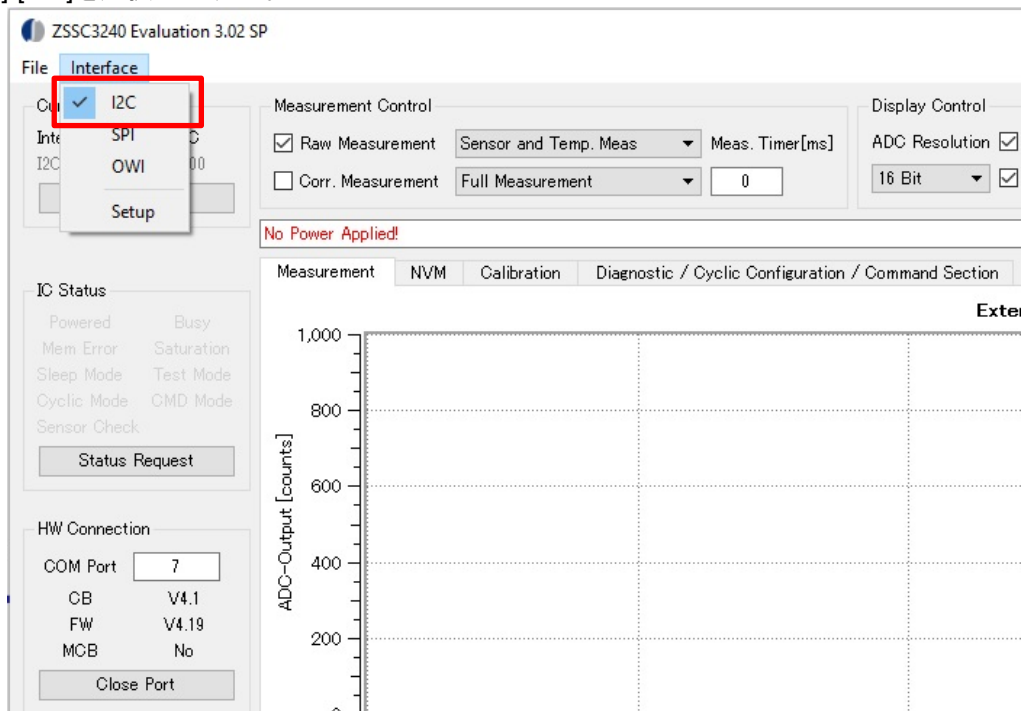 ZSSC3240 Evaluation 3.02 SP
File Interface
I2C
SPI
OWI
Setup
Measurement Control
Raw Measurement Sensor and Temp. Meas Meas. Timer[ms]
Corr. Measurement Full Measurement 0
Display Control
ADC Resolution
16 Bit
No Power Applied!
Measurement NVM Calibration Diagnostic / Cyclic Configuration / Command Section
IC Status
Powered Busy
Mem Error Saturation
Sleep Mode Test Mode
Cyclic Mode CMD Mode
Sensor Check
Status Request
HW Connection
COM Port 7
CB V4.1
FW V4.19
MCB No
Close Port
1,000
800
600
400
200
ADC-Output [counts]